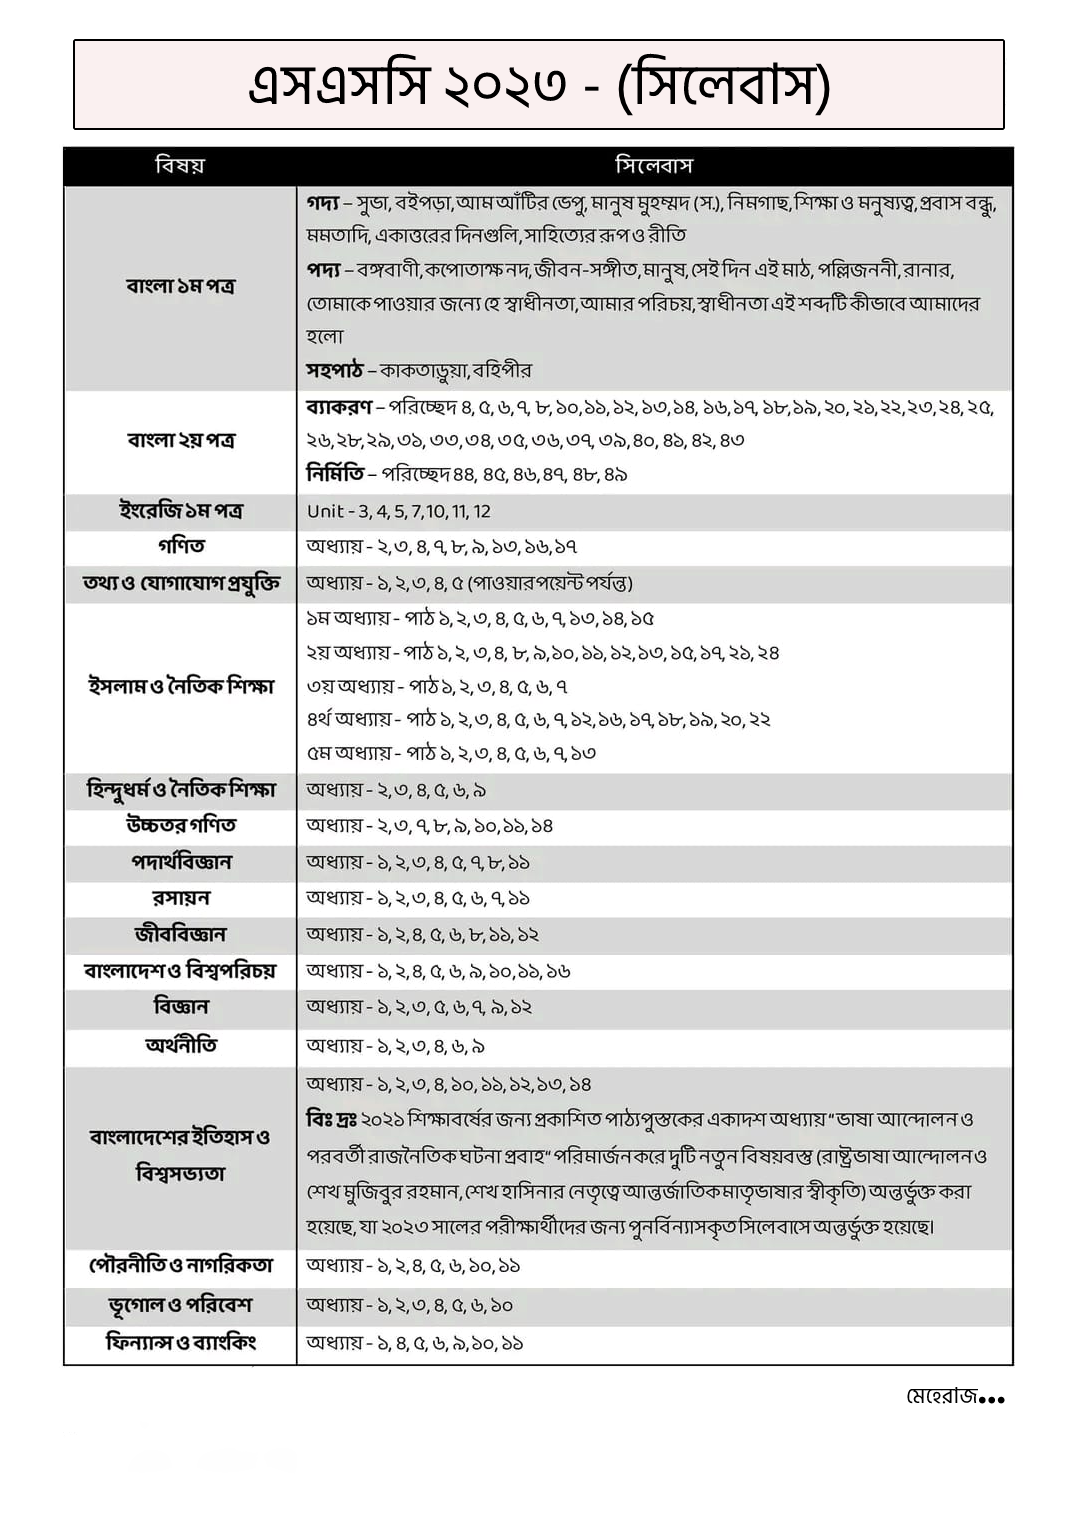 এসএসসি ২০২৩ - (সিলেবাস)
বিষয় সিলেবাস
বাংলা ১ম পত্র
গদ্য – সুভা, বইপড়া, আম আঁটির ভেপু, মানুষ মুহম্মদ (স.), নিমগাছ, শিক্ষা ও মনুষ্যত্ব, প্রবাস বন্ধু,
মমতাদি, একাত্তরের দিনগুলি, সাহিত্যের রূপ ও রীতি
পদ্য – বঙ্গবাণী, কপোতাক্ষ নদ, জীবন-সঙ্গীত, মানুষ, সেই দিন এই মাঠ, পল্লিজননী, রানার,
তোমাকে পাওয়ার জন্যে হে স্বাধীনতা, আমার পরিচয়, স্বাধীনতা এই শব্দটি কীভাবে আমাদের
হলো
সহপাঠ – কাকতাড়ুয়া, বহিপীর
বাংলা ২য় পত্র
ব্যাকরণ – পরিচ্ছেদ ৪, ৫, ৬, ৭, ৮, ১০, ১১, ১২, ১৩, ১৪, ১৬, ১৭, ১৮, ১৯, ২০, ২১, ২২, ২৩, ২৪, ২৫,
২৬, ২৮, ২৯, ৩১, ৩৩, ৩৪, ৩৫, ৩৬, ৩৭, ৩৯, ৪০, ৪১, ৪২, ৪৩
নির্মিতি – পরিচ্ছেদ ৪৪, ৪৫, ৪৬, ৪৭, ৪৮, ৪৯
ইংরেজি ১ম পত্র Unit - 3, 4, 5, 7, 10, 11, 12
গণিত অধ্যায় - ২, ৩, ৪, ৭, ৮, ৯, ১৩, ১৬, ১৭
তথ্য ও যোগাযোগ প্রযুক্তি অধ্যায় - ১, ২, ৩, ৪, ৫ (পাওয়ার পয়েন্ট পর্যন্ত)
ইসলাম ও নৈতিক শিক্ষা
১ম অধ্যায় - পাঠ ১, ২, ৩, ৪, ৫, ৬, ৭, ১৩, ১৪, ১৫
২য় অধ্যায় - পাঠ ১, ২, ৩, ৪, ৮, ৯, ১০, ১১, ১২, ১৩, ১৫, ১৭, ২১, ২৪
৩য় অধ্যায় - পাঠ ১, ২, ৩, ৪, ৫, ৬, ৭
৪র্থ অধ্যায় - পাঠ ১, ২, ৩, ৪, ৫, ৬, ৭, ১২, ১৬, ১৭, ১৮, ১৯, ২০, ২২
৫ম অধ্যায় - পাঠ ১, ২, ৩, ৪, ৫, ৬, ৭, ১৩
হিন্দুধর্ম ও নৈতিক শিক্ষা অধ্যায় - ২, ৩, ৪, ৫, ৬, ৯
উচ্চতর গণিত অধ্যায় - ২, ৩, ৭, ৮, ৯, ১০, ১১, ১৪
পদার্থবিজ্ঞান অধ্যায় - ১, ২, ৩, ৪, ৫, ৭, ৮, ১১
রসায়ন অধ্যায় - ১, ২, ৩, ৪, ৫, ৬, ৭, ১১
জীববিজ্ঞান অধ্যায় - ১, ২, ৪, ৫, ৬, ৮, ১১, ১২
বাংলাদেশ ও বিশ্বপরিচয় অধ্যায় - ১, ২, ৪, ৫, ৬, ৯, ১০, ১১, ১৬
বিজ্ঞান অধ্যায় - ১, ২, ৩, ৫, ৬, ৭, ৯, ১২
অর্থনীতি অধ্যায় - ১, ২, ৩, ৪, ৬, ৯
বাংলাদেশের ইতিহাস ও
বিশ্বসভ্যতা
অধ্যায় - ১, ২, ৩, ৪, ১০, ১১, ১২, ১৩, ১৪
বিঃ দ্রঃ ২০২১ শিক্ষাবর্ষের জন্য প্রকাশিত পাঠ্যপুস্তকের একাদশ অধ্যায় “ভাষা আন্দোলন ও
পরবর্তী রাজনৈতিক ঘটনা প্রবাহ“ পরিমার্জন করে দুটি নতুন বিষয়বস্তু (রাষ্ট্রভাষা আন্দোলন ও
শেখ মুজিবুর রহমান, শেখ হাসিনার নেতৃত্বে আন্তর্জাতিক মাতৃভাষার স্বীকৃতি) অন্তর্ভুক্ত করা
হয়েছে, যা ২০২৩ সালের পরীক্ষার্থীদের জন্য পুনর্বিন্যাসকৃত সিলেবাসে অন্তর্ভুক্ত হয়েছে।
পৌরনীতি ও নাগরিকতা অধ্যায় - ১, ২, ৪, ৫, ৬, ১০, ১১
ভূগোল ও পরিবেশ অধ্যায় - ১, ২, ৩, ৪, ৫, ৬, ১০
ফিন্যান্স ও ব্যাংকিং অধ্যায় - ১, ৪, ৫, ৬, ৯, ১০, ১১
মেহেরাজ...